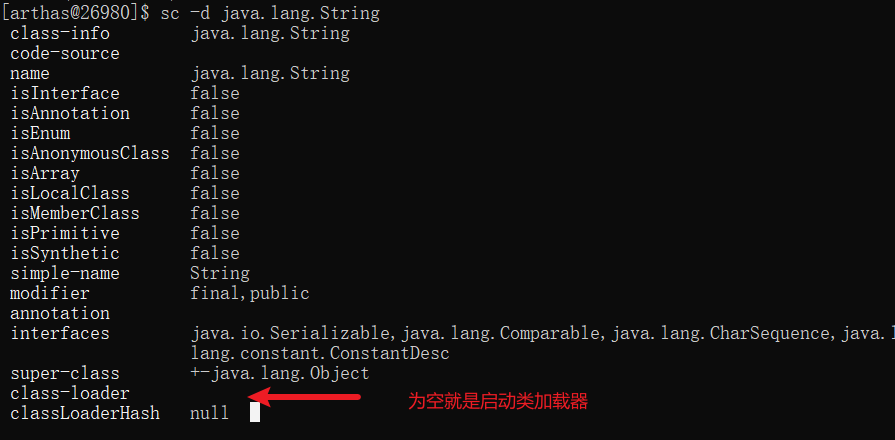 [arthas@26980]$ sc -d java.lang.String
class-info java.lang.String
code-source
name java.lang.String
isInterface false
isAnnotation false
isEnum false
isAnonymousClass false
isArray false
isLocalClass false
isMemberClass false
isPrimitive false
isSynthetic false
simple-name String
modifier final,public
annotation
interfaces java.io.Serializable,java.lang.Comparable,java.lang.CharSequence,java.l
lang.constant.ConstantDesc
super-class +-java.lang.Object
class-loader
为空就是启动类加载器
classLoaderHash null